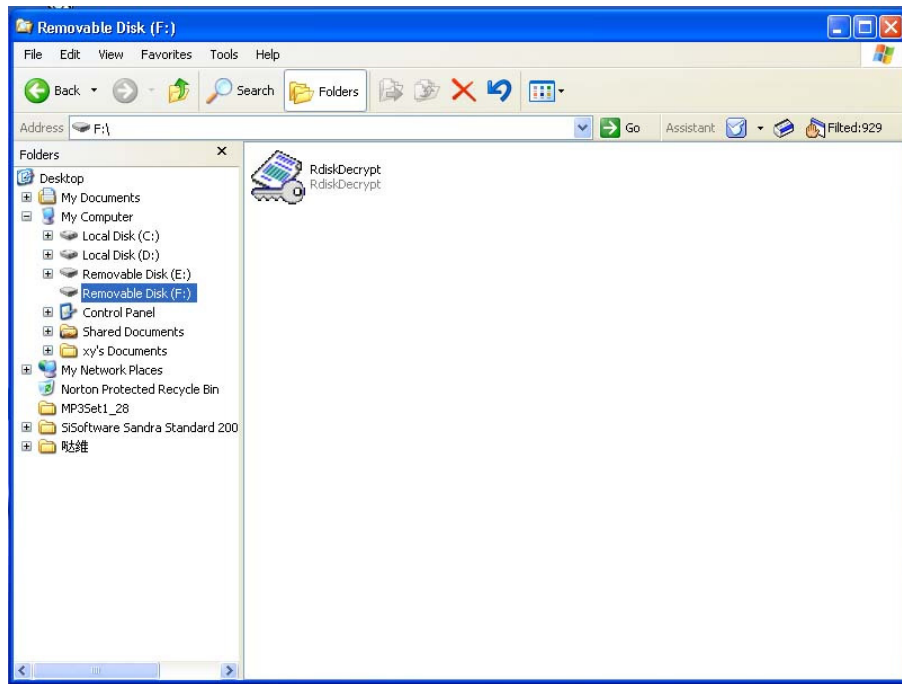 Removable Disk (F:)
File Edit View Favorites Tools Help
Back Search Folders
Address F:\ Go Assistant Filted:929
Folders
Desktop
My Documents
My Computer
Local Disk (C:)
Local Disk (D:)
Removable Disk (E:)
Removable Disk (F:)
Control Panel
Shared Documents
xy's Documents
My Network Places
Norton Protected Recycle Bin
MP3Set1_28
SiSoftware Sandra Standard 200
RdiskDecrypt
RdiskDecrypt